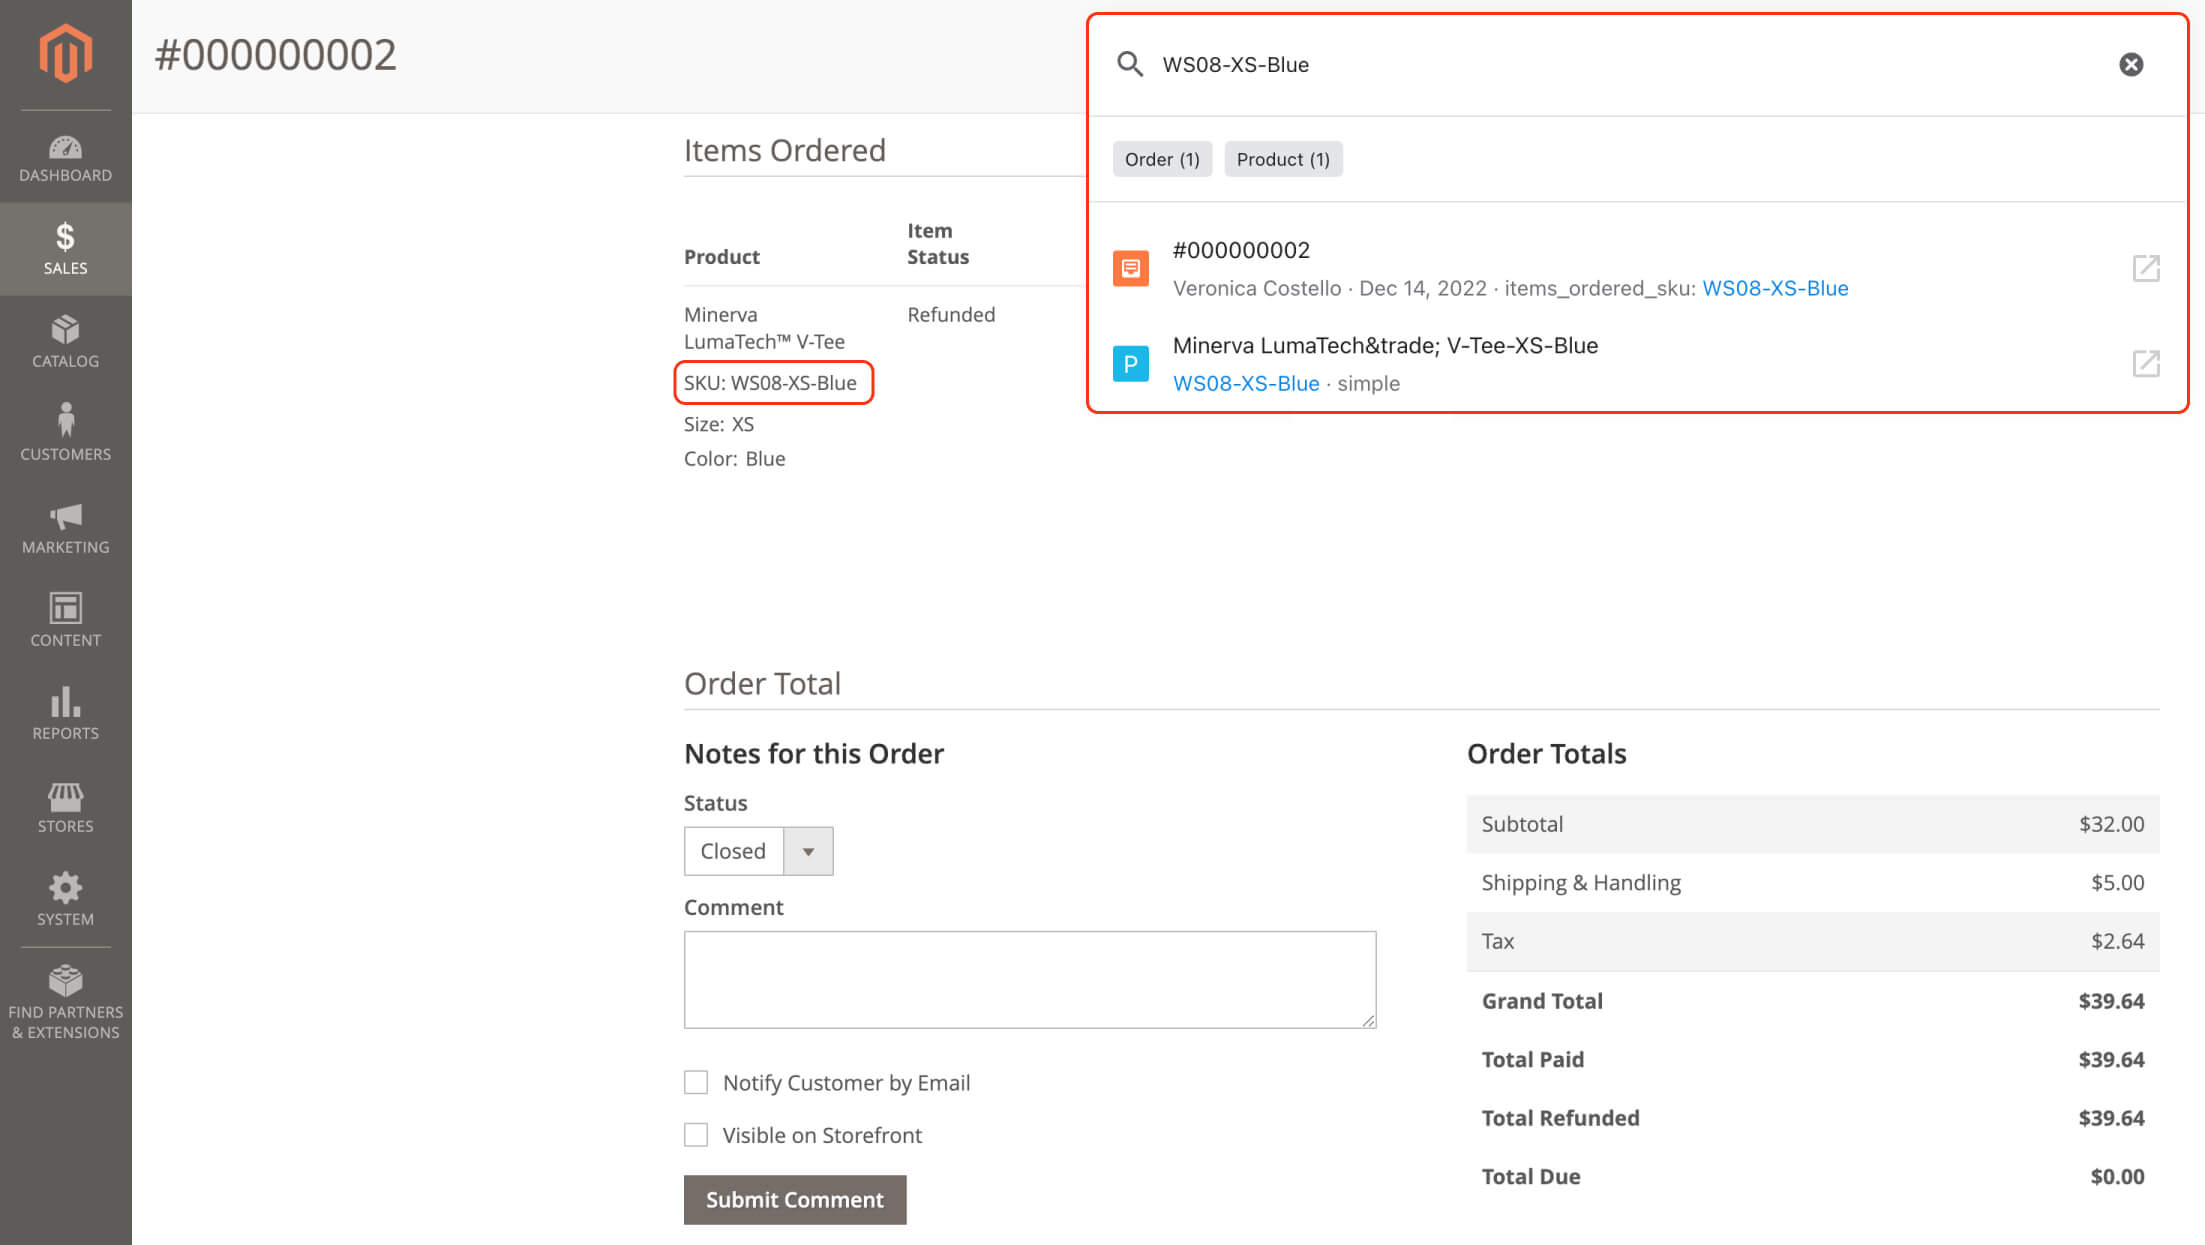 #000000002
WS08-XS-Blue
Order (1)
Product (1)
#000000002
Veronica Costello · Dec 14, 2022 · items_ordered_sku: WS08-XS-Blue
P
Minerva LumaTech&trade; V-Tee-XS-Blue
WS08-XS-Blue · simple
DASHBOARD
$
SALES
CATALOG
CUSTOMERS
MARKETING
CONTENT
REPORTS
STORES
SYSTEM
FIND PARTNERS
& EXTENSIONS
Items Ordered
Product
Item
Status
Minerva
LumaTech™ V-Tee
SKU: WS08-XS-Blue
Size: XS
Color: Blue
Refunded
Order Total
Notes for this Order
Status
Closed
Comment
Notify Customer by Email
Visible on Storefront
Submit Comment
Order Totals
Subtotal $32.00
Shipping & Handling $5.00
Tax $2.64
Grand Total $39.64
Total Paid $39.64
Total Refunded $39.64
Total Due $0.00